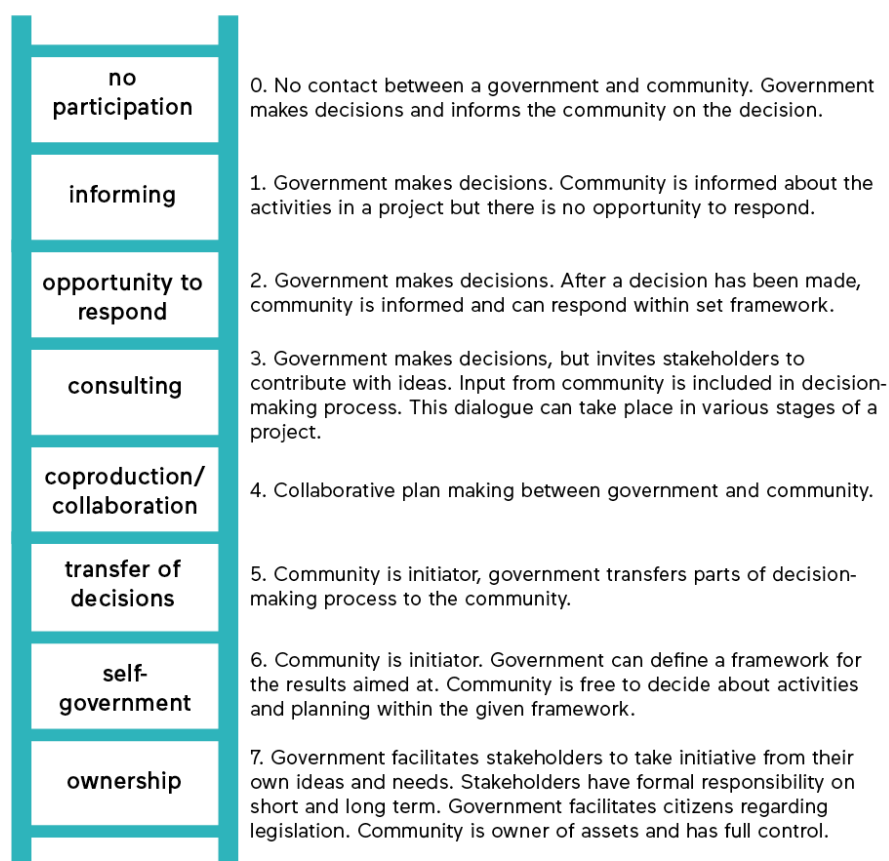 no
participation
0. No contact between a government and community. Government
makes decisions and informs the community on the decision.
informing
1. Government makes decisions. Community is informed about the
activities in a project but there is no opportunity to respond.
opportunity to
respond
2. Government makes decisions. After a decision has been made,
community is informed and can respond within set framework.
consulting
3. Government makes decisions, but invites stakeholders to
contribute with ideas. Input from community is included in decision-
making process. This dialogue can take place in various stages of a
project.
coproduction/
collaboration
4. Collaborative plan making between government and community.
transfer of
decisions
5. Community is initiator, government transfers parts of decision-
making process to the community.
self-
government
6. Community is initiator. Government can define a framework for
the results aimed at. Community is free to decide about activities
and planning within the given framework.
ownership
7. Government facilitates stakeholders to take initiative from their
own ideas and needs. Stakeholders have formal responsibility on
short and long term. Government facilitates citizens regarding
legislation. Community is owner of assets and has full control.